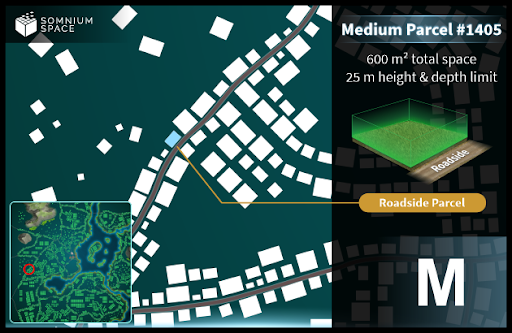 SOMNIUM
SPACE
Medium Parcel #1405
600 m² total space
25 m height & depth limit
Roadside
Roadside Parcel
M